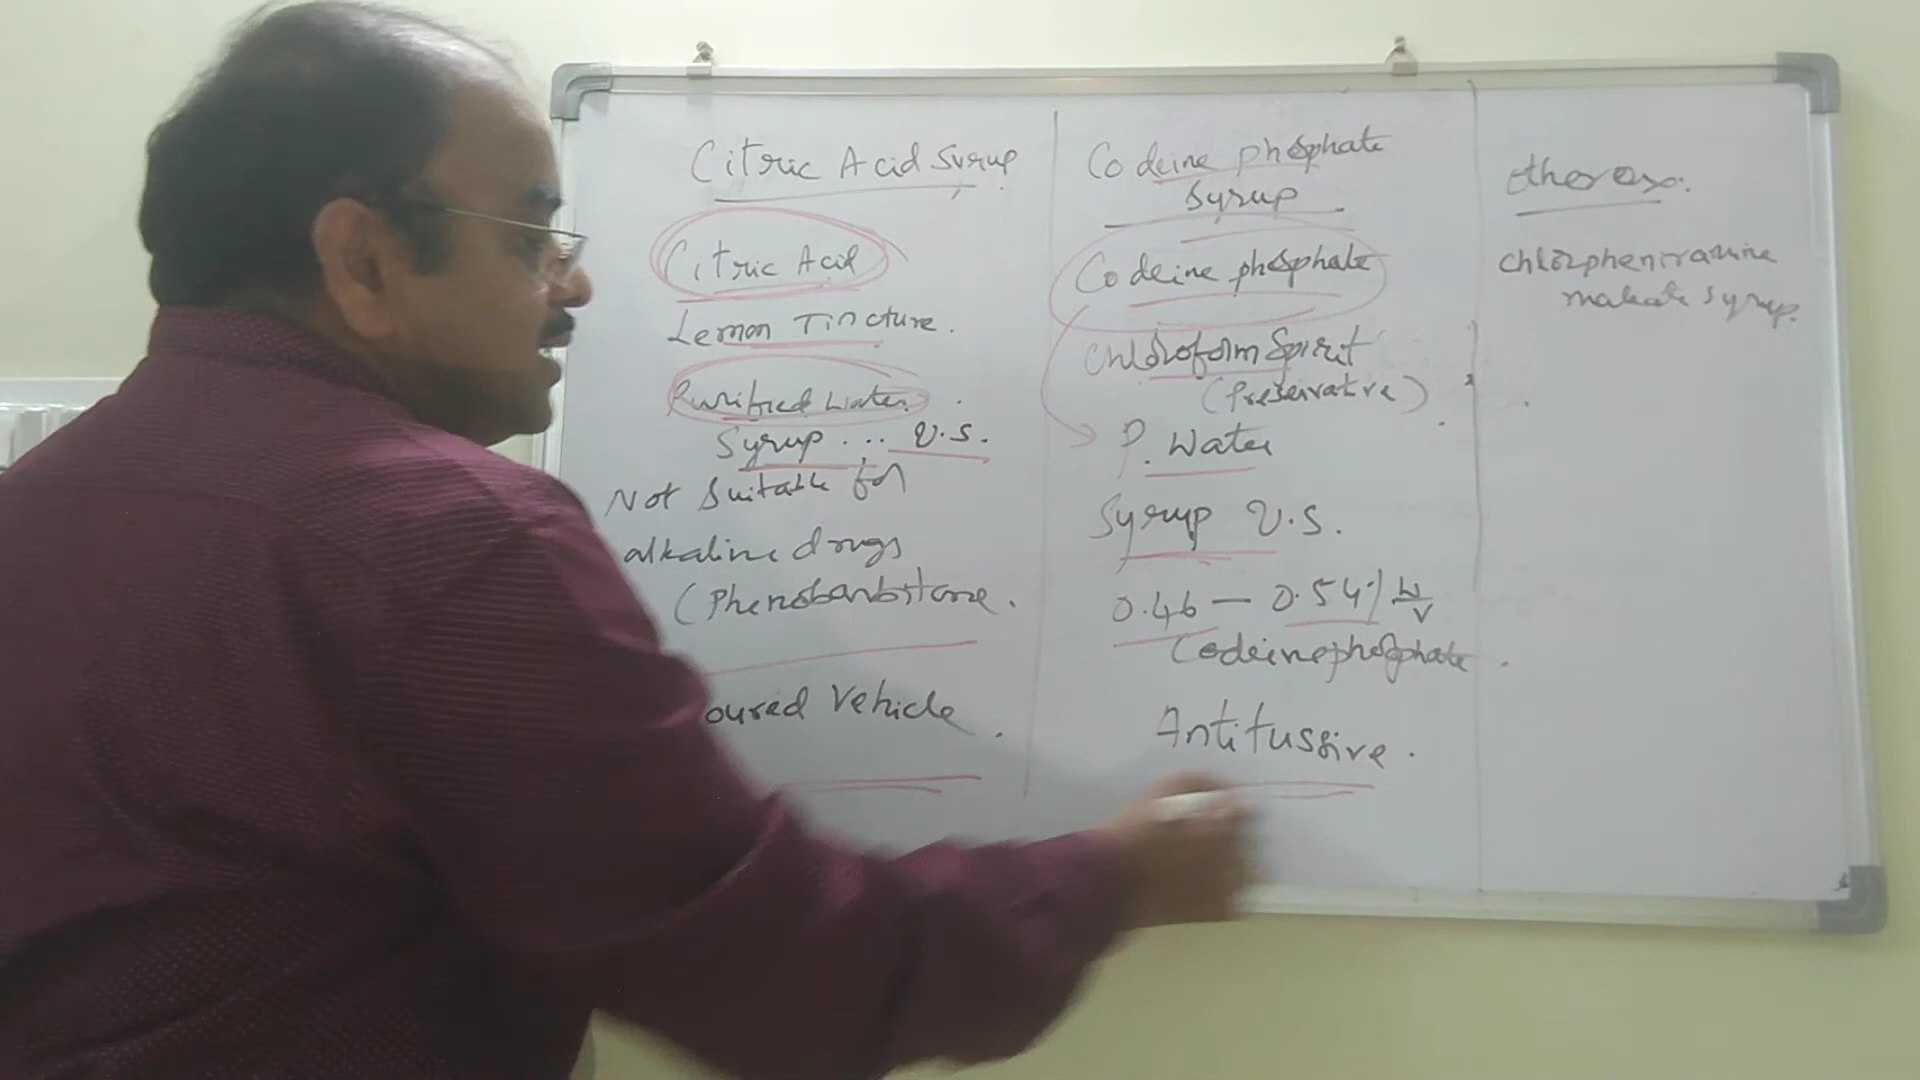 Citric Acid Syrup
Citric Acid
Lemon Tincture.
Purified Water.
Syrup ... V.S.
Not Suitable for
alkaline drugs
(Phenobarbitone.
oured Vehicle.
Codeine phosphate
Syrup
Codeine phosphate
Chloroform Spirit
(Preservative)
P. Water
Syrup V.S.
0.46 – 0.54% W/V
Codeine phosphate.
Antitussive.
other ex.
Chlorpheniramine
maleate syrup.